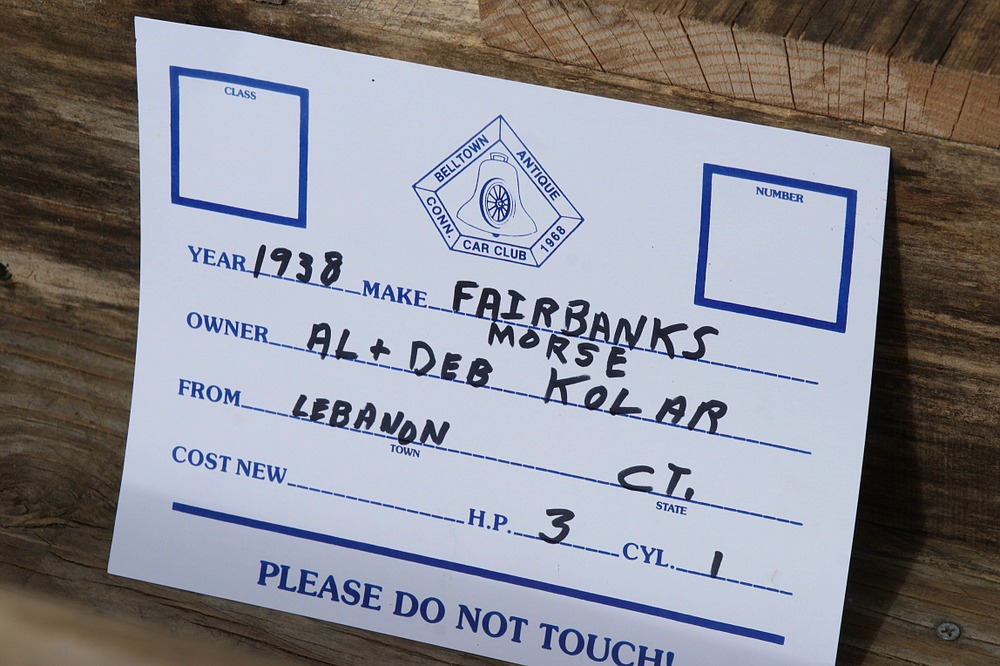 CLASS
BELLTOWN ANTIQUE
CONN. CAR CLUB 1968
NUMBER
YEAR 1938 MAKE FAIRBANKS
MORSE
OWNER AL + DEB KOLAR
FROM LEBANON CT.
TOWN STATE
COST NEW H.P. 3 CYL. 1
PLEASE DO NOT TOUCH!